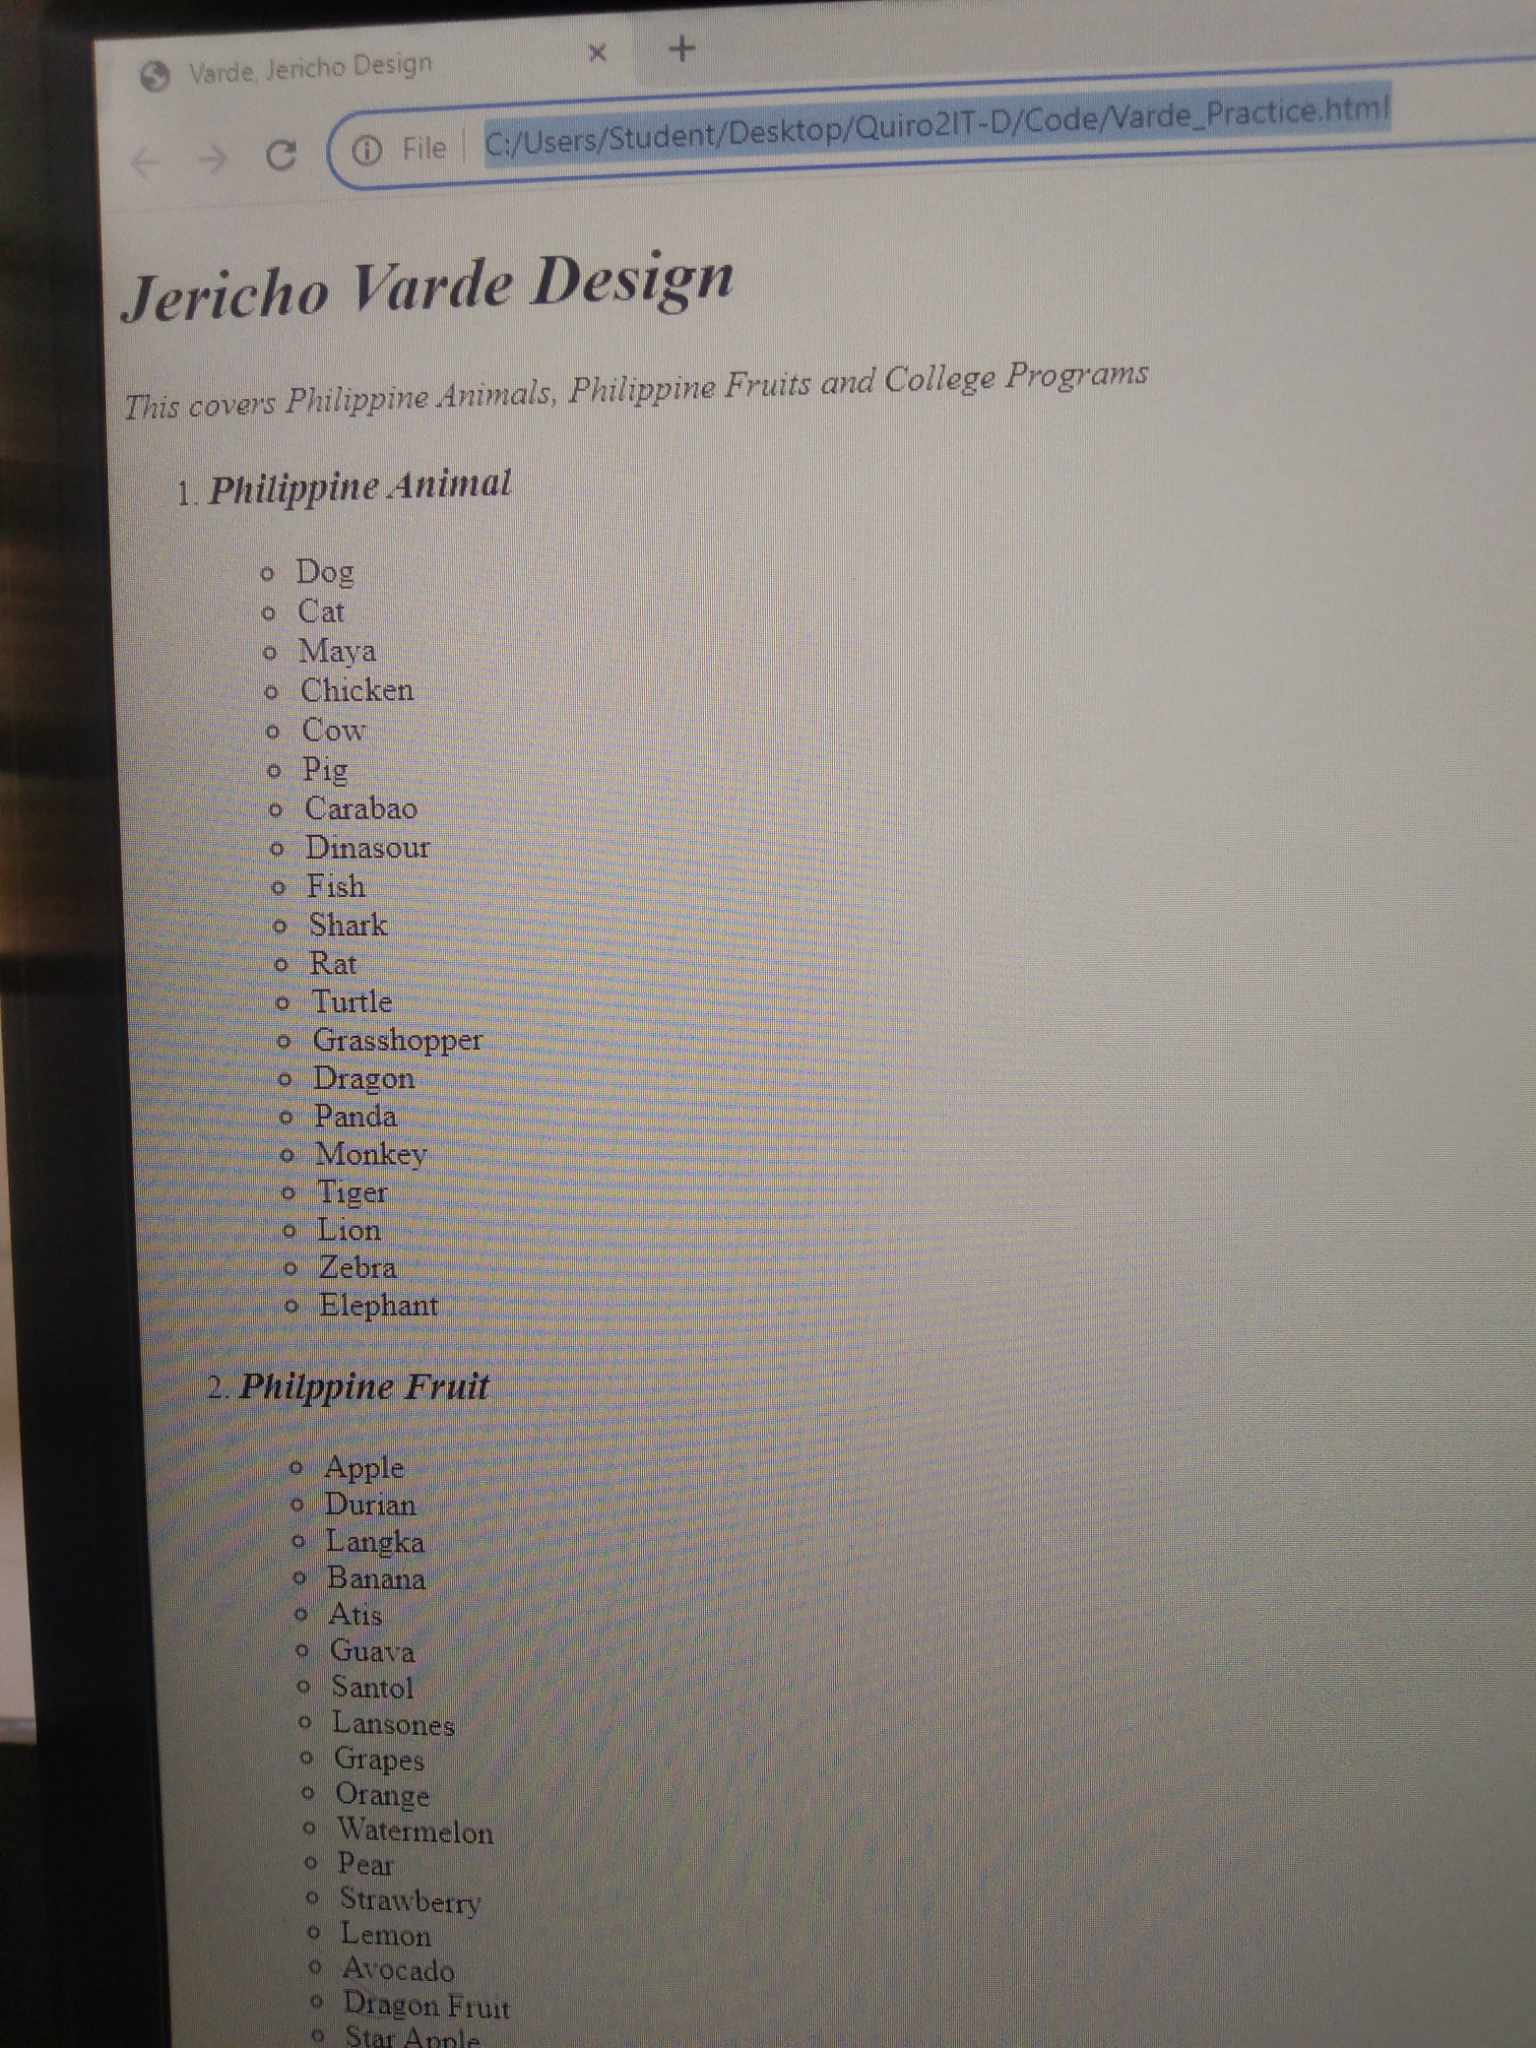 Varde, Jericho Design
File C:/Users/Student/Desktop/Quiro2IT-D/Code/Varde_Practice.html
Jericho Varde Design
This covers Philippine Animals, Philippine Fruits and College Programs
1. Philippine Animal
Dog
Cat
Maya
Chicken
Cow
Pig
Carabao
Dinasour
Fish
Shark
Rat
Turtle
Grasshopper
Dragon
Panda
Monkey
Tiger
Lion
Zebra
Elephant
2. Philppine Fruit
Apple
Durian
Langka
Banana
Atis
Guava
Santol
Lansones
Grapes
Orange
Watermelon
Pear
Strawberry
Lemon
Avocado
Dragon Fruit
Star Apple